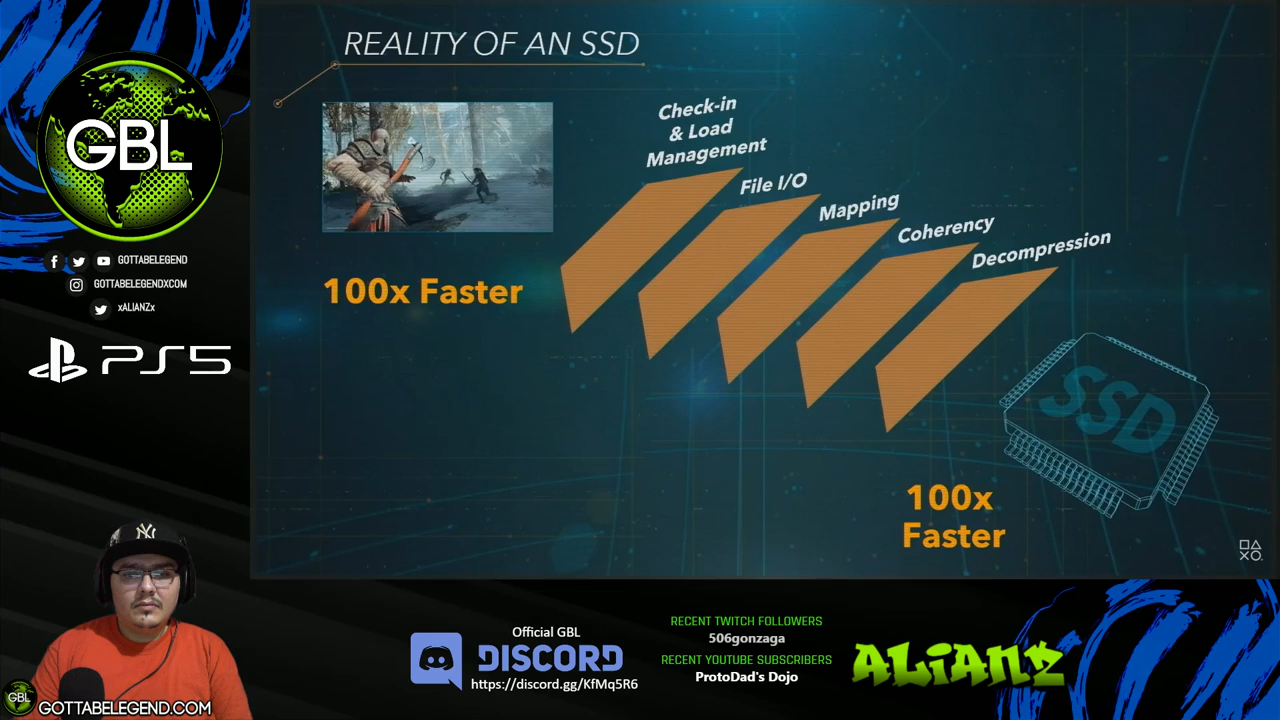 REALITY OF AN SSD
Check-in
& Load
Management
File I/O
Mapping
Coherency
Decompression
100x Faster
SSD
100x
Faster
GBL
GOTTABELEGEND
GOTTABELEGENDXCOM
xALIANZx
PS5
Official GBL
DISCORD
https://discord.gg/KfMq5R6
RECENT TWITCH FOLLOWERS
506gonzaga
RECENT YOUTUBE SUBSCRIBERS
ProtoDad's Dojo
ALiANZ
GBL
GOTTABELEGEND.COM